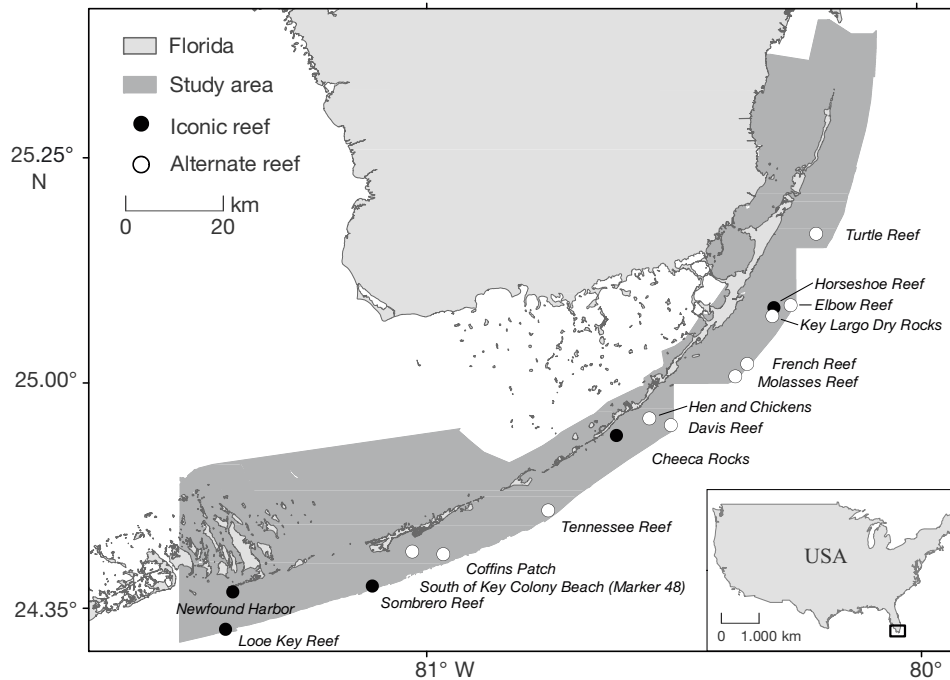 Florida
Study area
Iconic reef
Alternate reef
km
0 20
25.25°
N
Turtle Reef
Horseshoe Reef
Elbow Reef
Key Largo Dry Rocks
French Reef
25.00°
Molasses Reef
Hen and Chickens
Davis Reef
Cheeca Rocks
Tennessee Reef
Coffins Patch
South of Key Colony Beach (Marker 48)
Sombrero Reef
24.35°
Newfound Harbor
Looe Key Reef
USA
0 1.000 km
81° W
80°